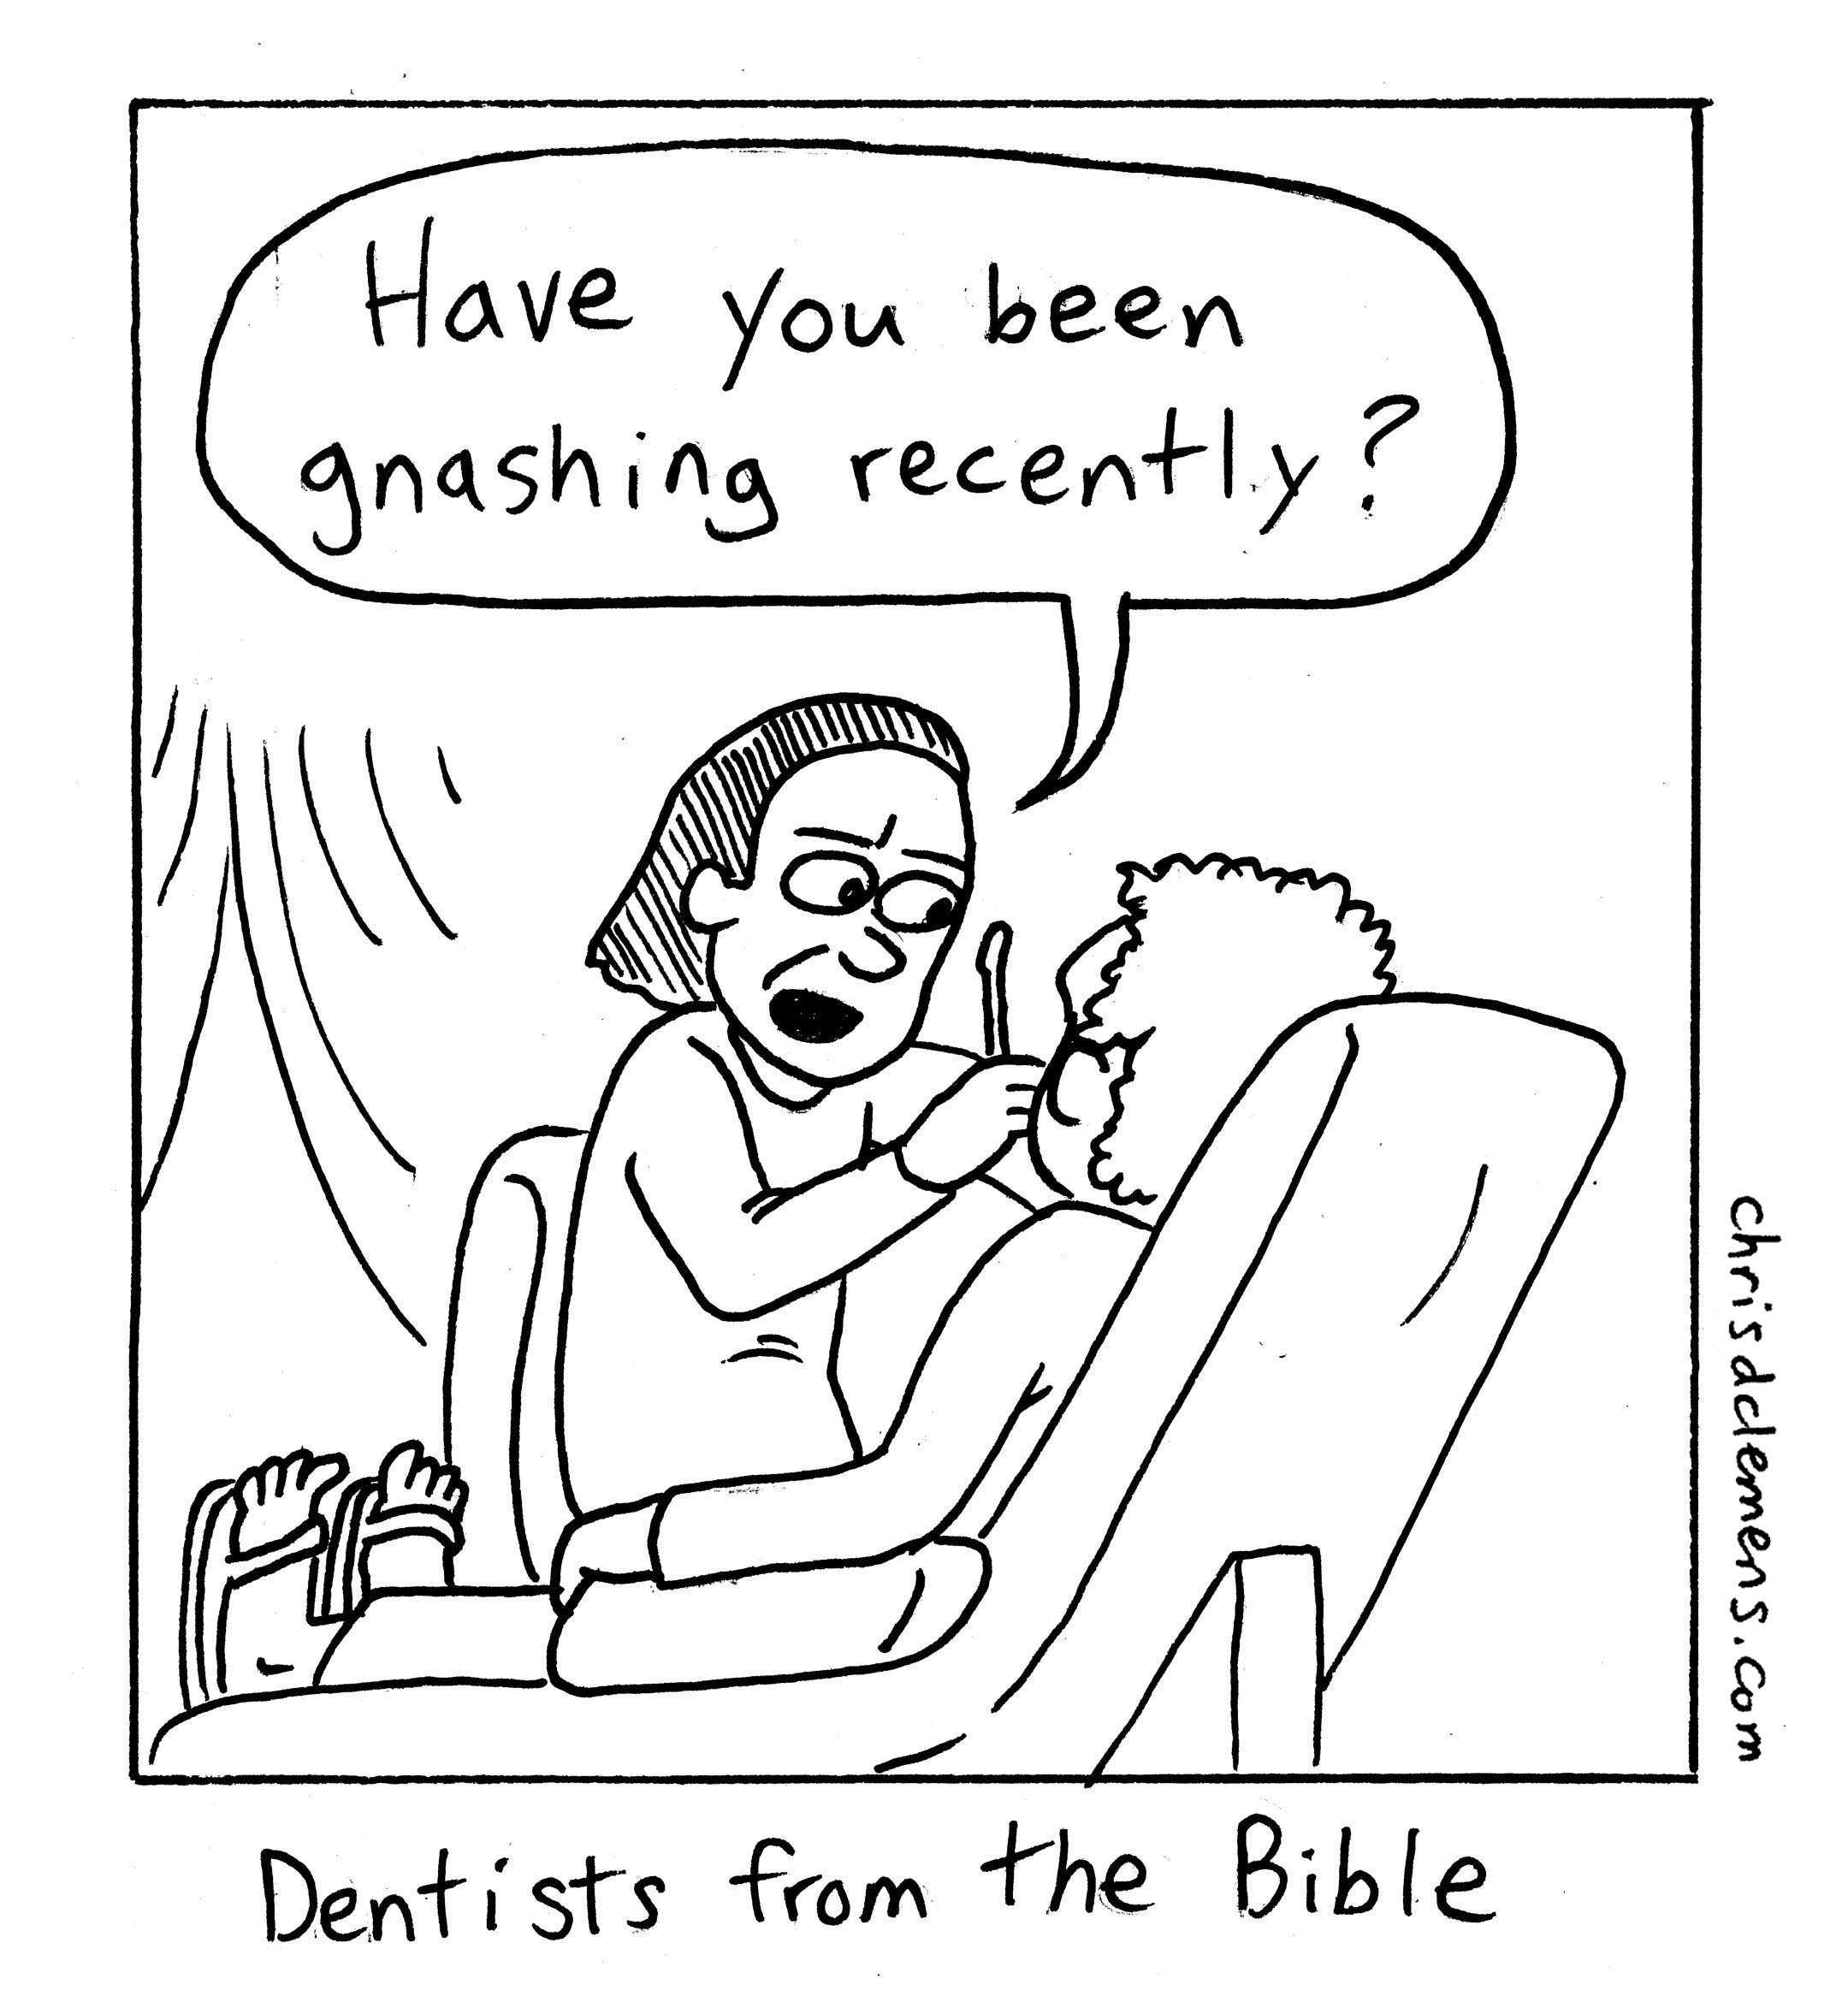 Have you been
gnashing recently?
chrisdclemens.com
Dentists from the Bible